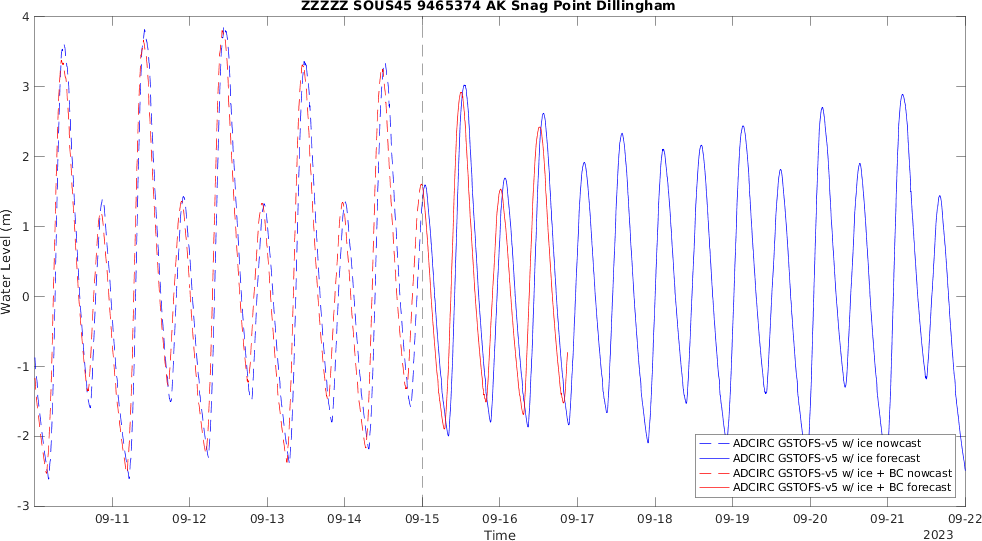 ZZZZZ SOUS45 9465374 AK Snag Point Dillingham
Water Level (m)
4
3
2
1
0
-1
-2
-3
09-11 09-12 09-13 09-14 09-15 09-16 09-17 09-18 09-19 09-20 09-21 09-22
Time
2023
ADCIRC GSTOFS-v5 w/ ice nowcast
ADCIRC GSTOFS-v5 w/ ice forecast
ADCIRC GSTOFS-v5 w/ ice + BC nowcast
ADCIRC GSTOFS-v5 w/ ice + BC forecast